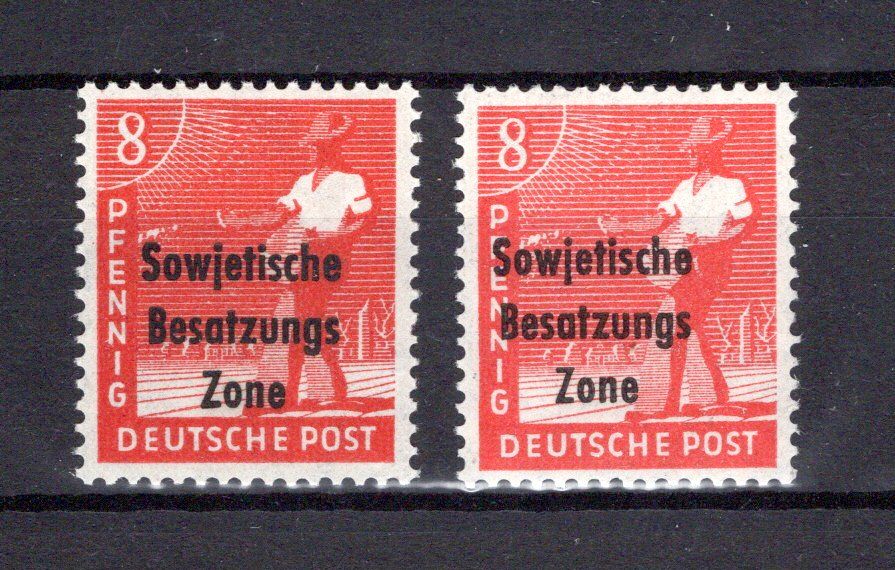 8
PFENNIG
Sowjetische
Besatzungs
Zone
DEUTSCHE POST
8
PFENNIG
Sowjetische
Besatzungs
Zone
DEUTSCHE POST